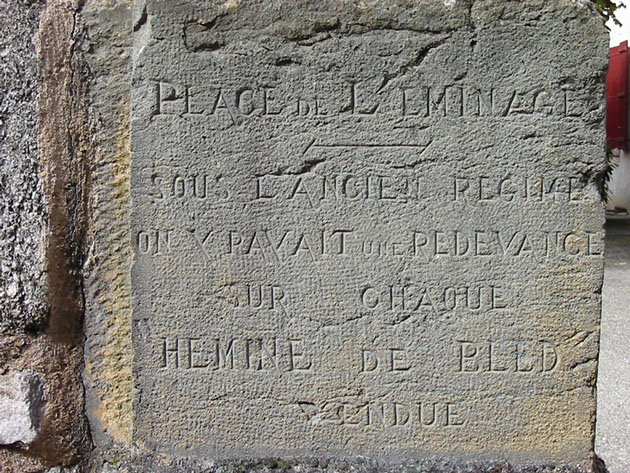 PLACE DE L'EMINAGE
SOUS L'ANCIEN REGIME
ON Y PAYAIT UNE REDEVANCE
SUR CHAQUE
HEMINE DE BLED
VENDUE